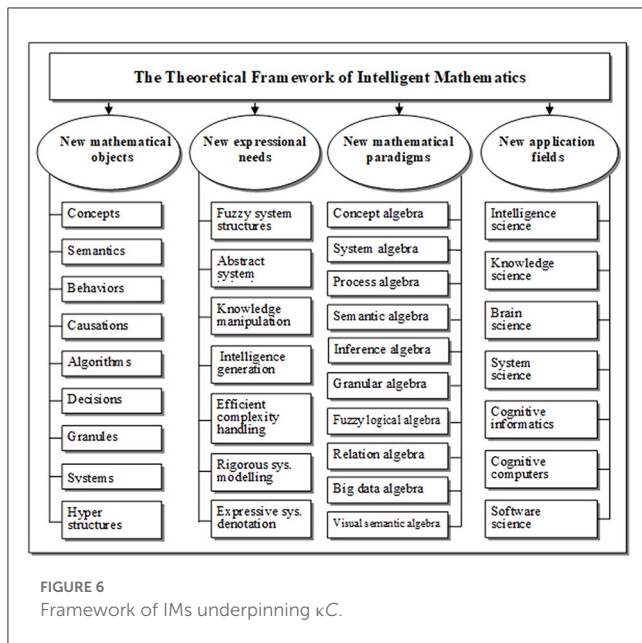 The Theoretical Framework of Intelligent Mathematics
New mathematical
objects
Concepts
Semantics
Behaviors
Causations
Algorithms
Decisions
Granules
Systems
Hyper
structures
New expressional
needs
Fuzzy system
structures
Abstract
system
Knowledge
manipulation
Intelligence
generation
Efficient
complexity
handling
Rigorous sys.
modelling
Expressive sys.
denotation
New mathematical
paradigms
Concept algebra
System algebra
Process algebra
Semantic algebra
Inference algebra
Granular algebra
Fuzzy logical algebra
Relation algebra
Big data algebra
Visual semantic algebra
New application
fields
Intelligence
science
Knowledge
science
Brain
science
System
science
Cognitive
informatics
Cognitive
computers
Software
science
FIGURE 6
Framework of IMs underpinning κC.